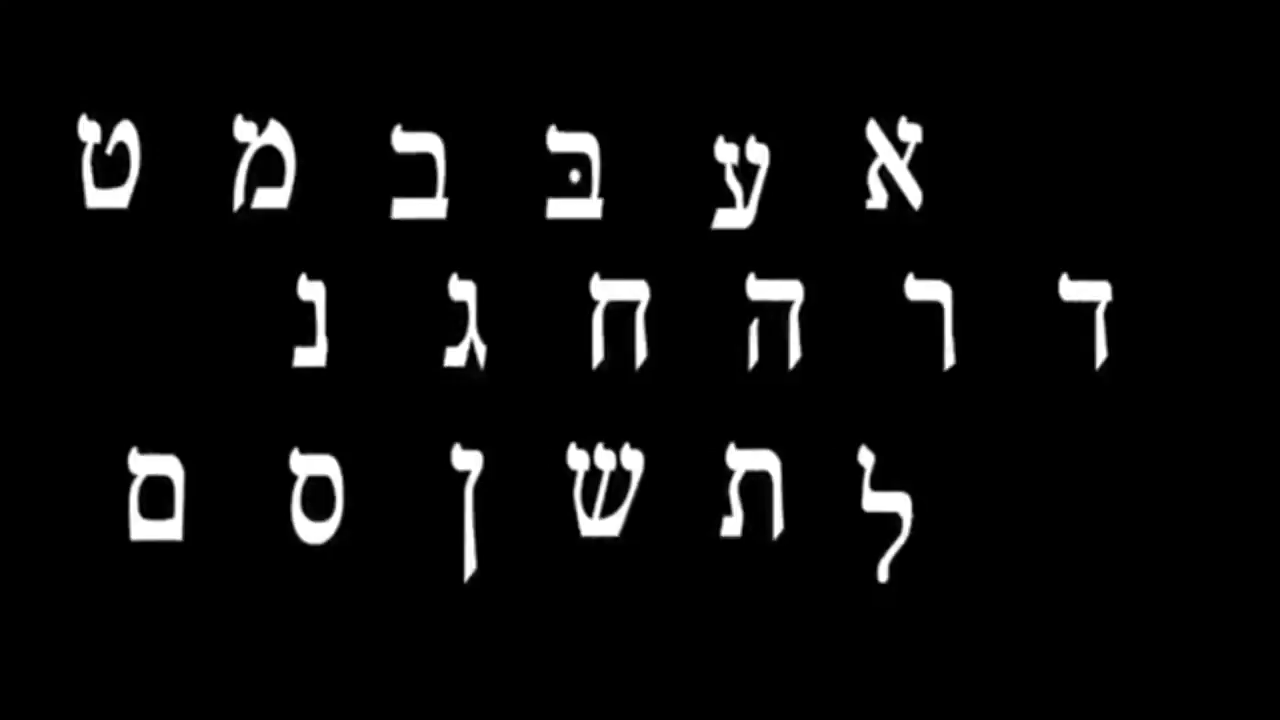 א ע בּ ב מ ט
ד ר ה ח ג נ
ל ת ש ן ס ם